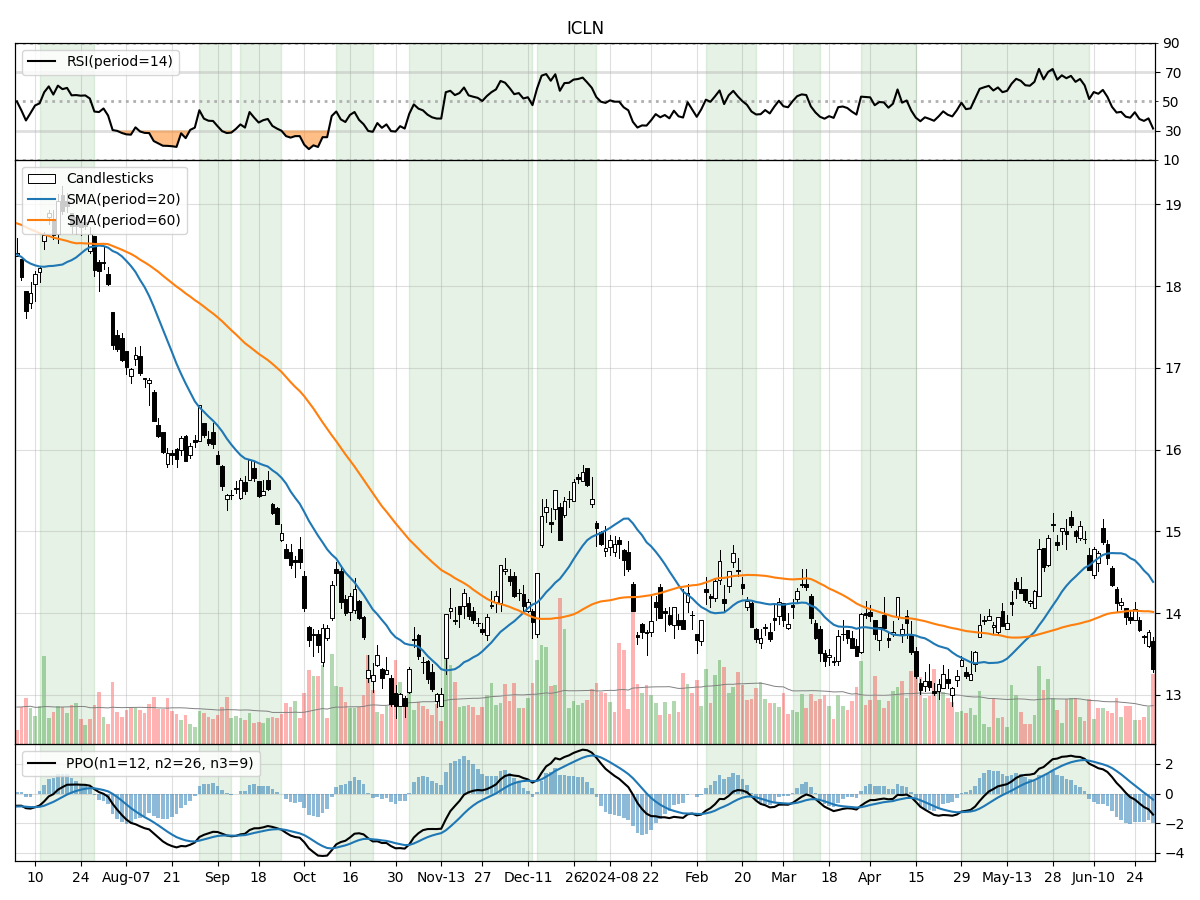 ICLN
RSI(period=14)
90
70
50
30
10
Candlesticks
SMA(period=20)
SMA(period=60)
19
18
17
16
15
14
13
PPO(n1=12, n2=26, n3=9)
2
0
−2
−4
10 24 Aug-07 21 Sep 18 Oct 16 30 Nov-13 27 Dec-11 26 2024-08 22 Feb 20 Mar 18 Apr 15 29 May-13 28 Jun-10 24